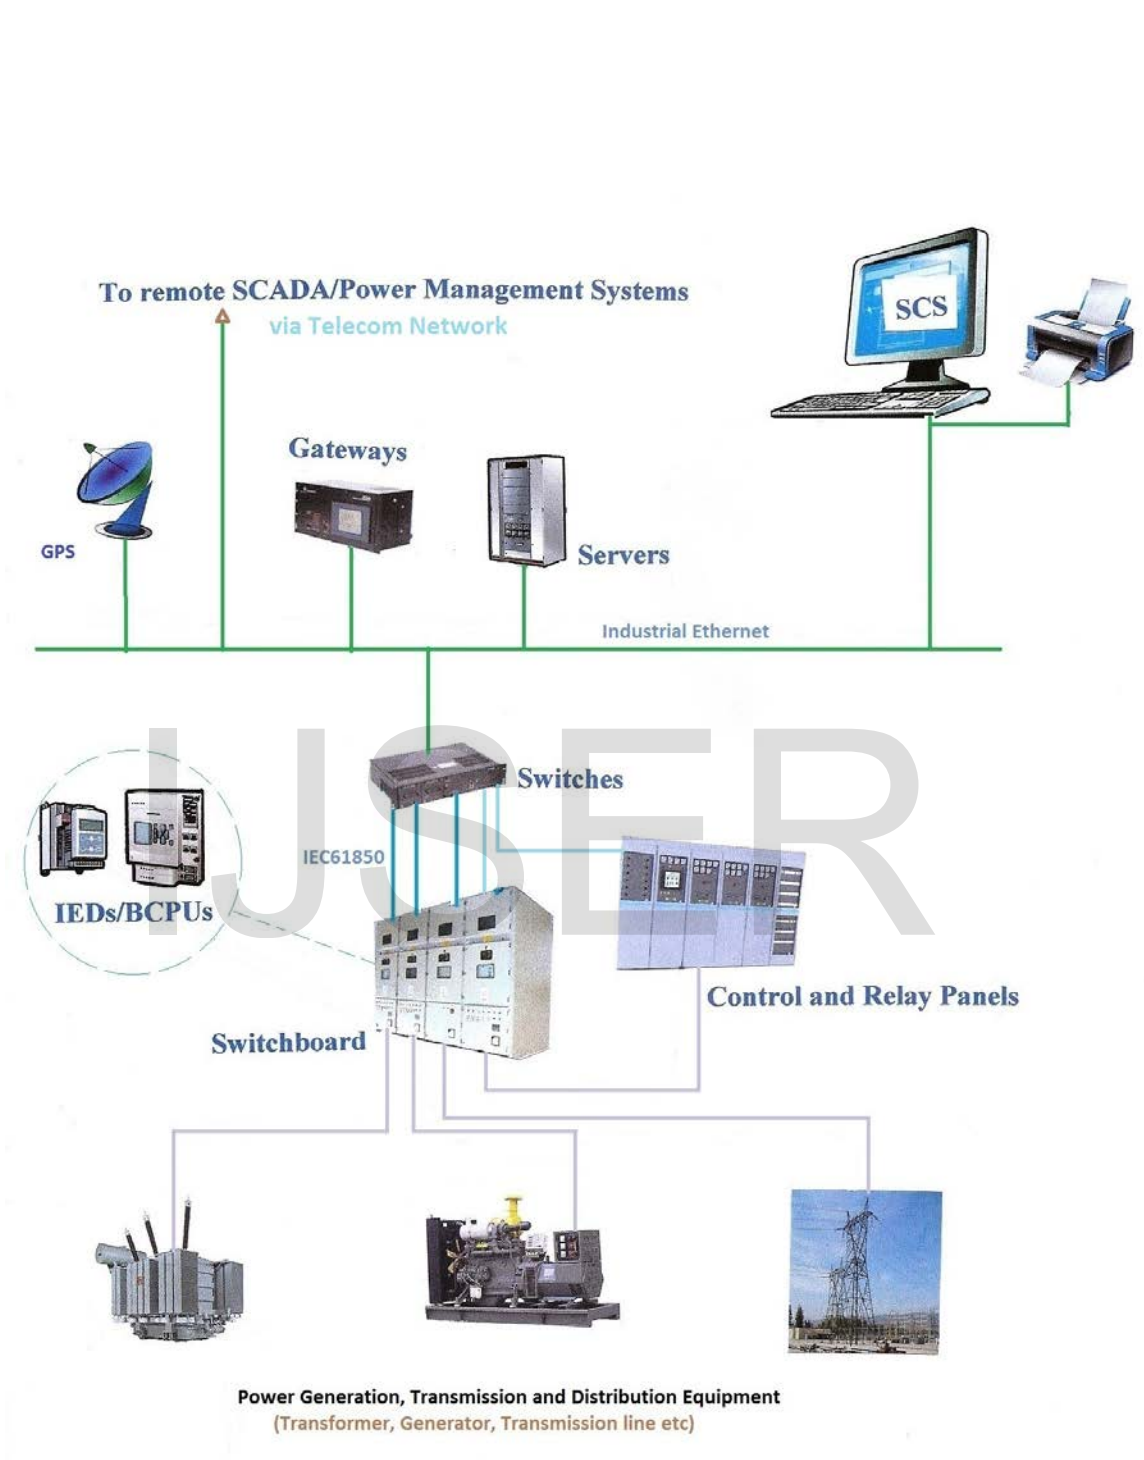 To remote SCADA/Power Management Systems
via Telecom Network
SCS
Gateways
GPS
Servers
Industrial Ethernet
Switches
IEC61850
IEDs/BCPUs
Control and Relay Panels
Switchboard
Power Generation, Transmission and Distribution Equipment
(Transformer, Generator, Transmission line etc)
IJSER